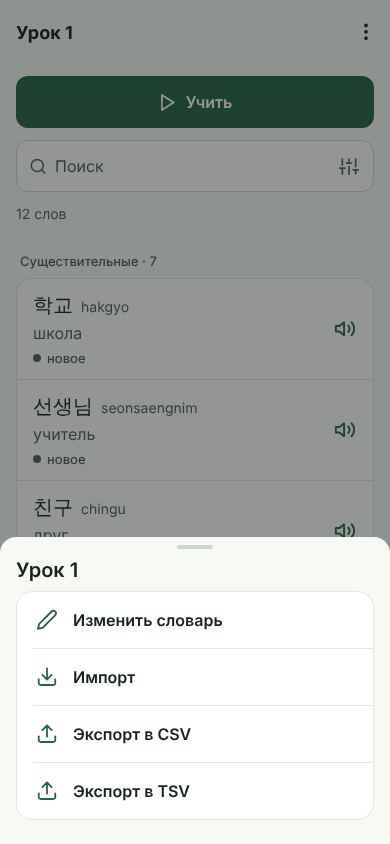 Урок 1
Учить
Поиск
12 слов
Существительные · 7
학교 hakgyo
школа
новое
선생님 seonsaengnim
учитель
новое
친구 chingu
друг
Урок 1
Изменить словарь
Импорт
Экспорт в CSV
Экспорт в TSV